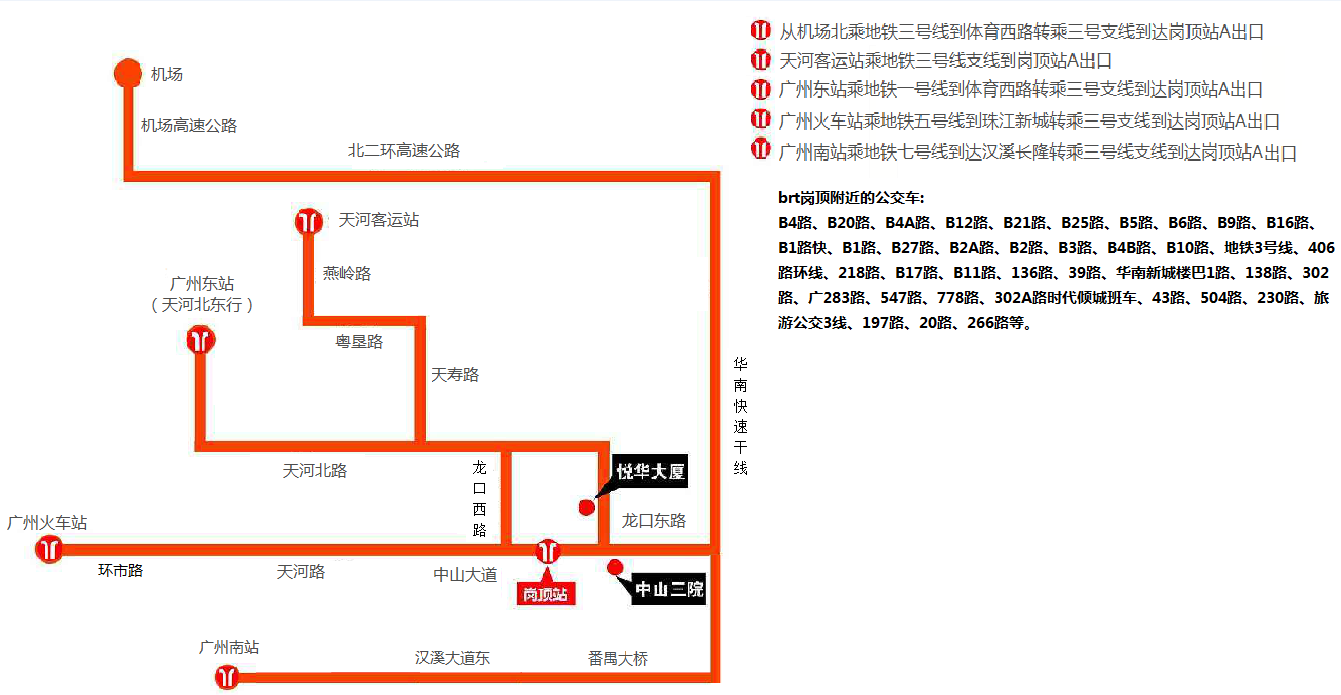 从机场北乘地铁三号线到体育西路转乘三号支线到达岗顶站A出口
天河客运站乘地铁三号线支线到岗顶站A出口
广州东站乘地铁一号线到体育西路转乘三号支线到达岗顶站A出口
广州火车站乘地铁五号线到珠江新城转乘三号支线到达岗顶站A出口
广州南站乘地铁七号线到达汉溪长隆转乘三号线支线到达岗顶站A出口
brt岗顶附近的公交车:
B4路、B20路、B4A路、B12路、B21路、B25路、B5路、B6路、B9路、B16路、
B1路快、B1路、B27路、B2A路、B2路、B3路、B4B路、B10路、地铁3号线、406
路环线、218路、B17路、B11路、136路、39路、华南新城楼巴1路、138路、302
路、广283路、547路、778路、302A路时代倾城班车、43路、504路、230路、旅
游公交3线、197路、20路、266路等。
机场
机场高速公路
北二环高速公路
天河客运站
燕岭路
广州东站
（天河北东行）
粤垦路
天寿路
华南快速干线
天河北路
龙口西路
悦华大厦
龙口东路
广州火车站
环市路
天河路
中山大道
岗顶站
中山三院
广州南站
汉溪大道东
番禺大桥